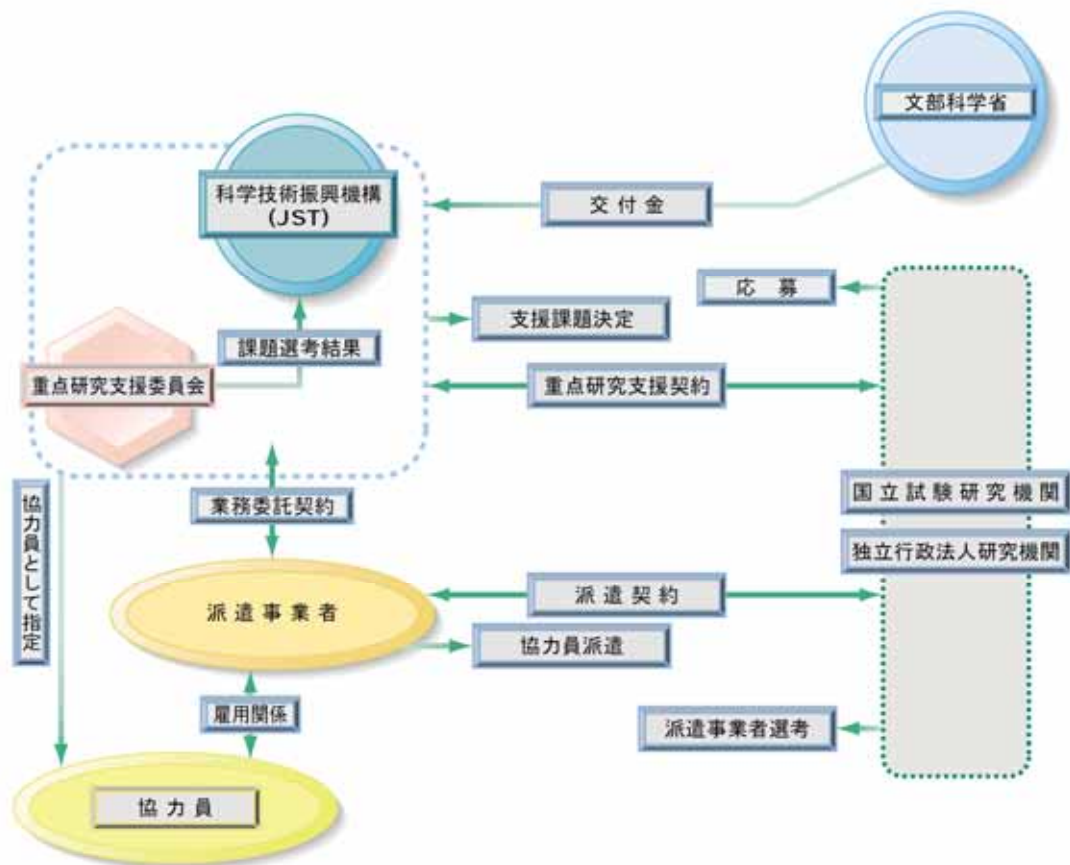 文部科学省
科学技術振興機構
(JST)
交付金
応募
支援課題決定
課題選考結果
重点研究支援委員会
重点研究支援契約
国立試験研究機関
独立行政法人研究機関
協力員として指定
業務委託契約
派遣契約
派遣事業者
協力員派遣
雇用関係
派遣事業者選考
協力員